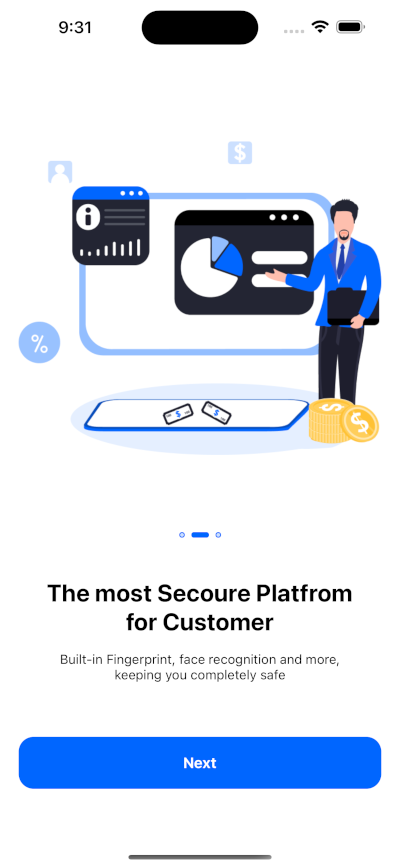 9:31
$
%
$ $
$ $
The most Secoure Platfrom
for Customer
Built-in Fingerprint, face recognition and more,
keeping you completely safe
Next